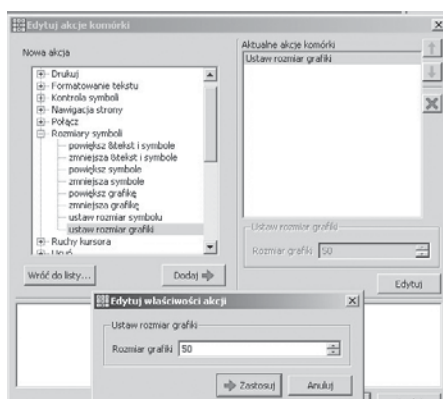 Edytuj akcje komórki
Nowa akcja
Drukuj
Formatowanie tekstu
Kontrola symboli
Nawigacja strony
Połącz
Rozmiary symboli
powiększ &tekst i symbole
zmniejsza &tekst i symbole
powiększ symbole
zmniejsza symbole
powiększ grafikę
zmniejsza grafikę
ustaw rozmiar symbolu
ustaw rozmiar grafiki
Ruchy kursora
Usuń
Wróć do listy...
Dodaj
Aktualne akcje komórki
Ustaw rozmiar grafiki
Ustaw rozmiar grafiki
Rozmiar grafiki 50
Edytuj
Edytuj właściwości akcji
Ustaw rozmiar grafiki
Rozmiar grafiki 50
Zastosuj
Anuluj